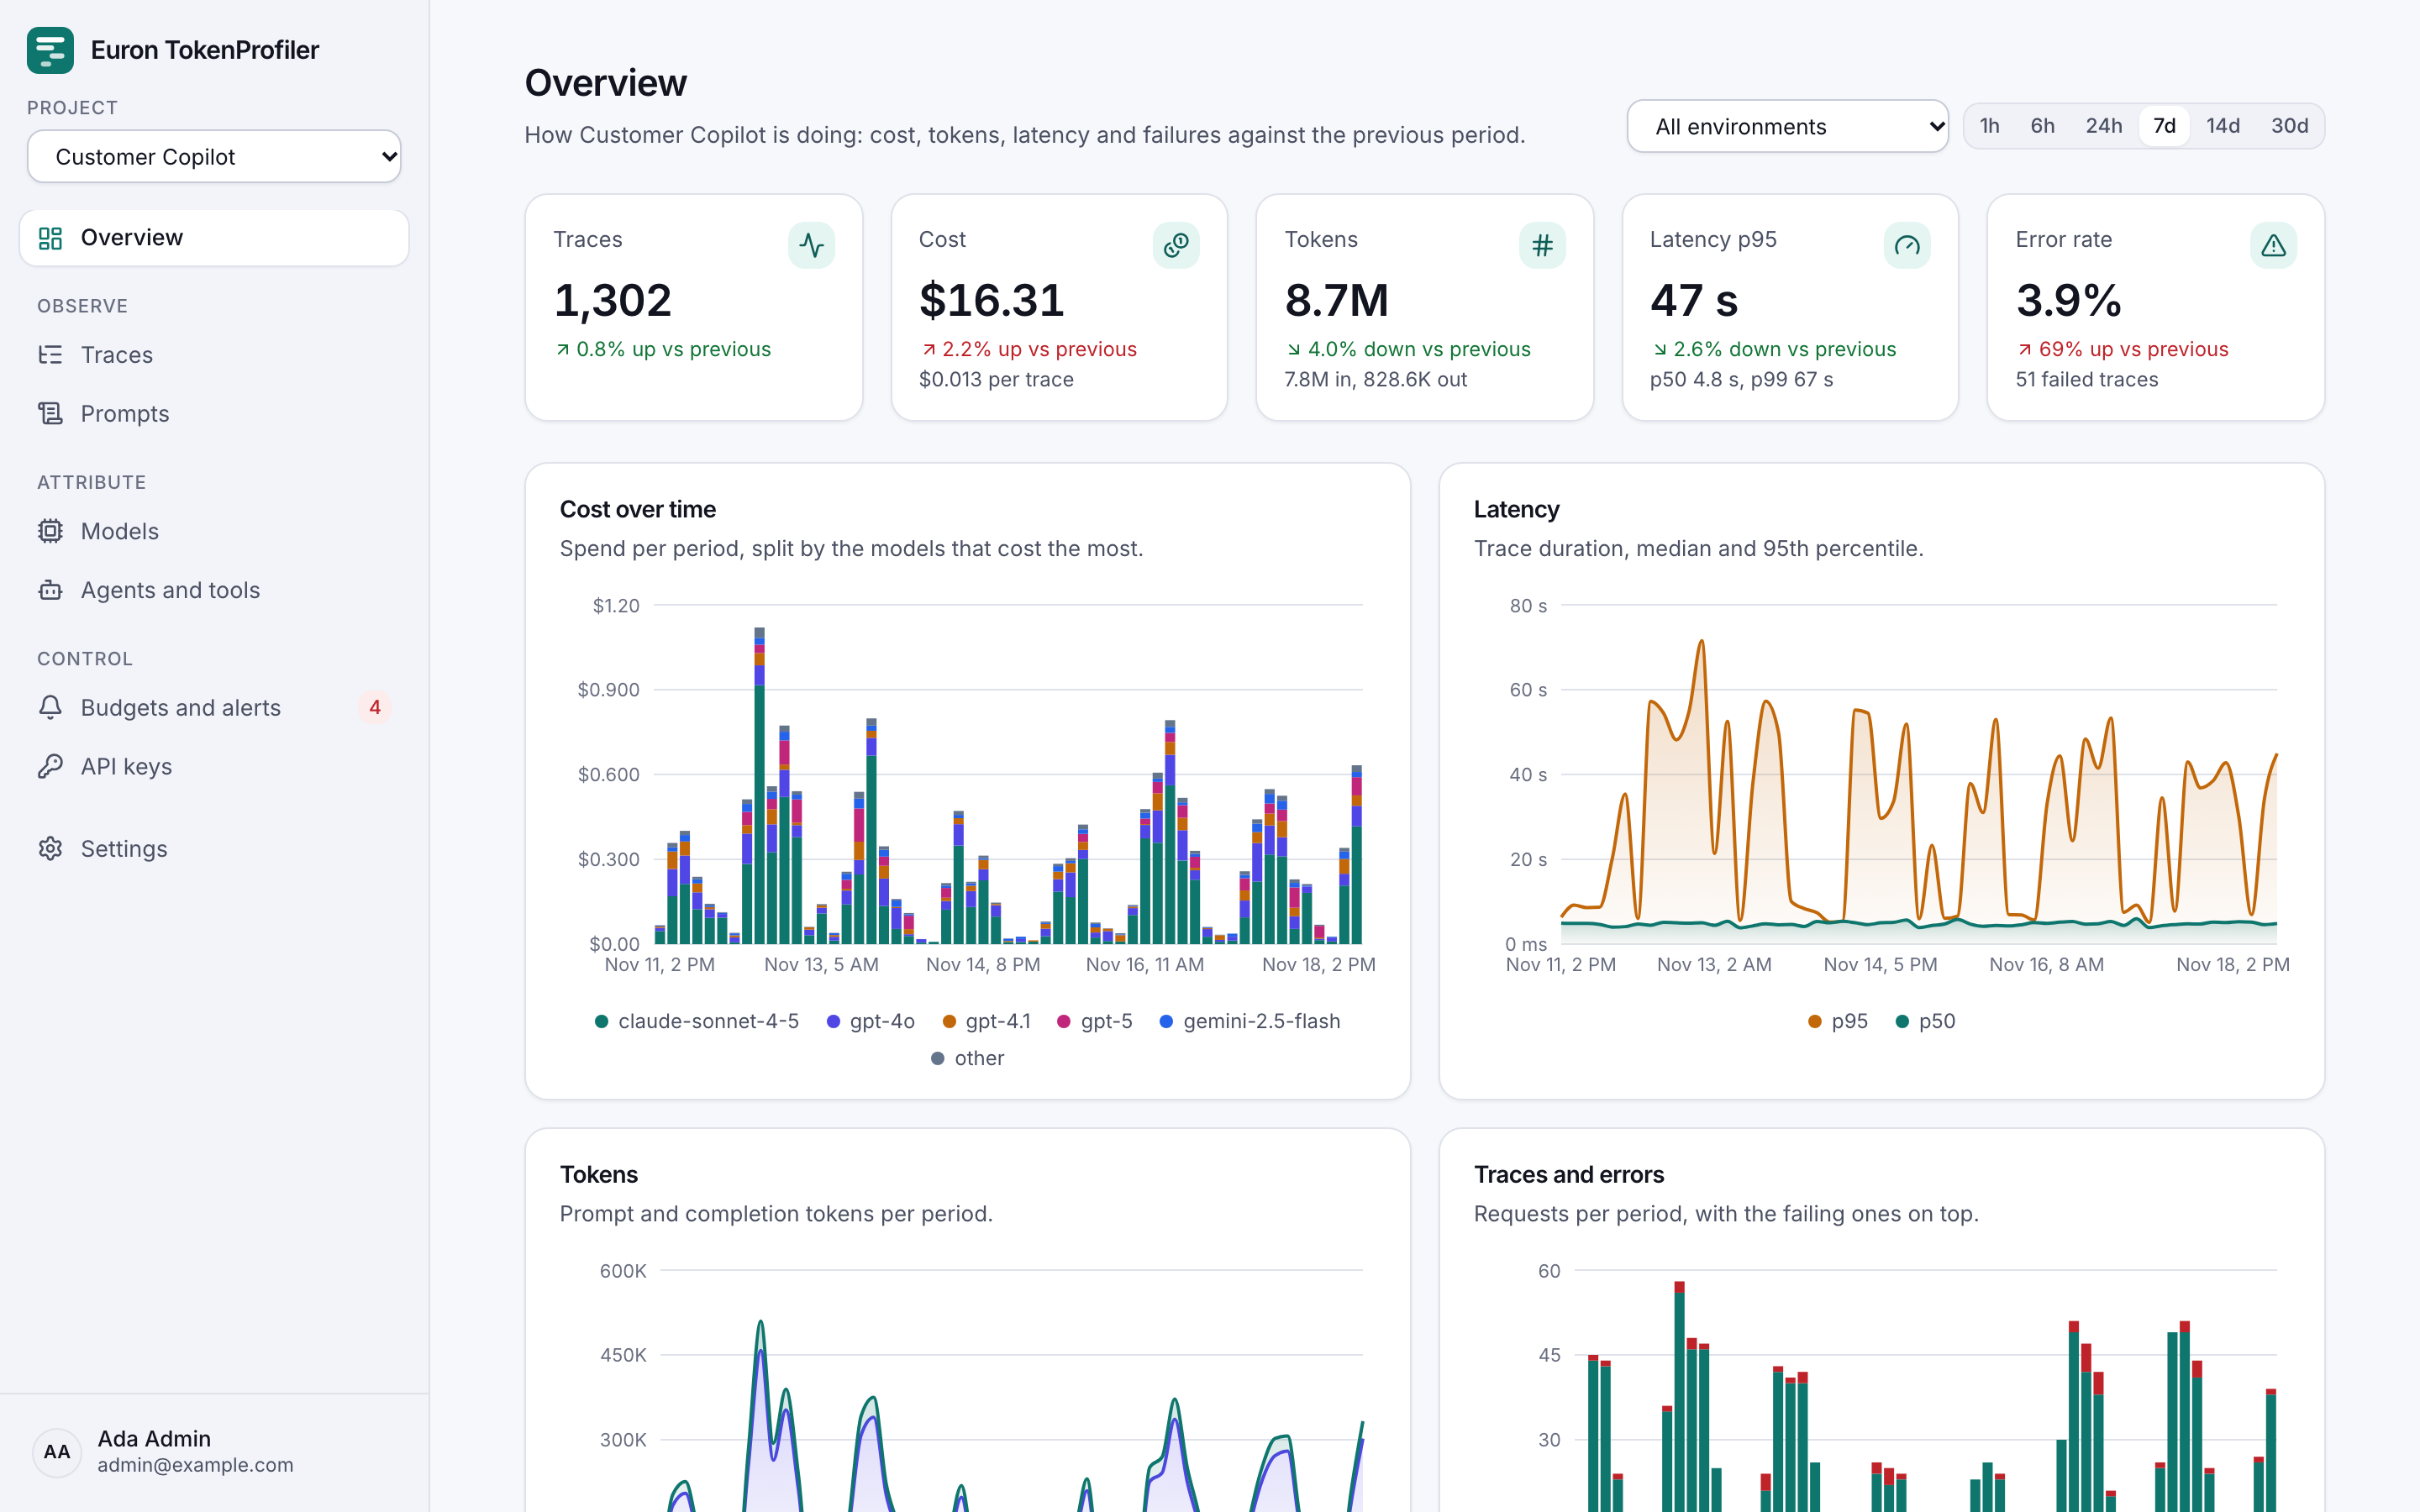 Euron TokenProfiler
PROJECT
Customer Copilot
Overview
OBSERVE
Traces
Prompts
ATTRIBUTE
Models
Agents and tools
CONTROL
Budgets and alerts
4
API keys
Settings
AA
Ada Admin
admin@example.com
Overview
How Customer Copilot is doing: cost, tokens, latency and failures against the previous period.
All environments
1h 6h 24h 7d 14d 30d
Traces
1,302
0.8% up vs previous
Cost
$16.31
2.2% up vs previous
$0.013 per trace
Tokens
8.7M
4.0% down vs previous
7.8M in, 828.6K out
Latency p95
47 s
2.6% down vs previous
p50 4.8 s, p99 67 s
Error rate
3.9%
69% up vs previous
51 failed traces
Cost over time
Spend per period, split by the models that cost the most.
$1.20
$0.900
$0.600
$0.300
$0.00
Nov 11, 2 PM Nov 13, 5 AM Nov 14, 8 PM Nov 16, 11 AM Nov 18, 2 PM
claude-sonnet-4-5 gpt-4o gpt-4.1 gpt-5 gemini-2.5-flash
other
Latency
Trace duration, median and 95th percentile.
80 s
60 s
40 s
20 s
0 ms
Nov 11, 2 PM Nov 13, 2 AM Nov 14, 5 PM Nov 16, 8 AM Nov 18, 2 PM
p95 p50
Tokens
Prompt and completion tokens per period.
600K
450K
300K
Traces and errors
Requests per period, with the failing ones on top.
60
45
30